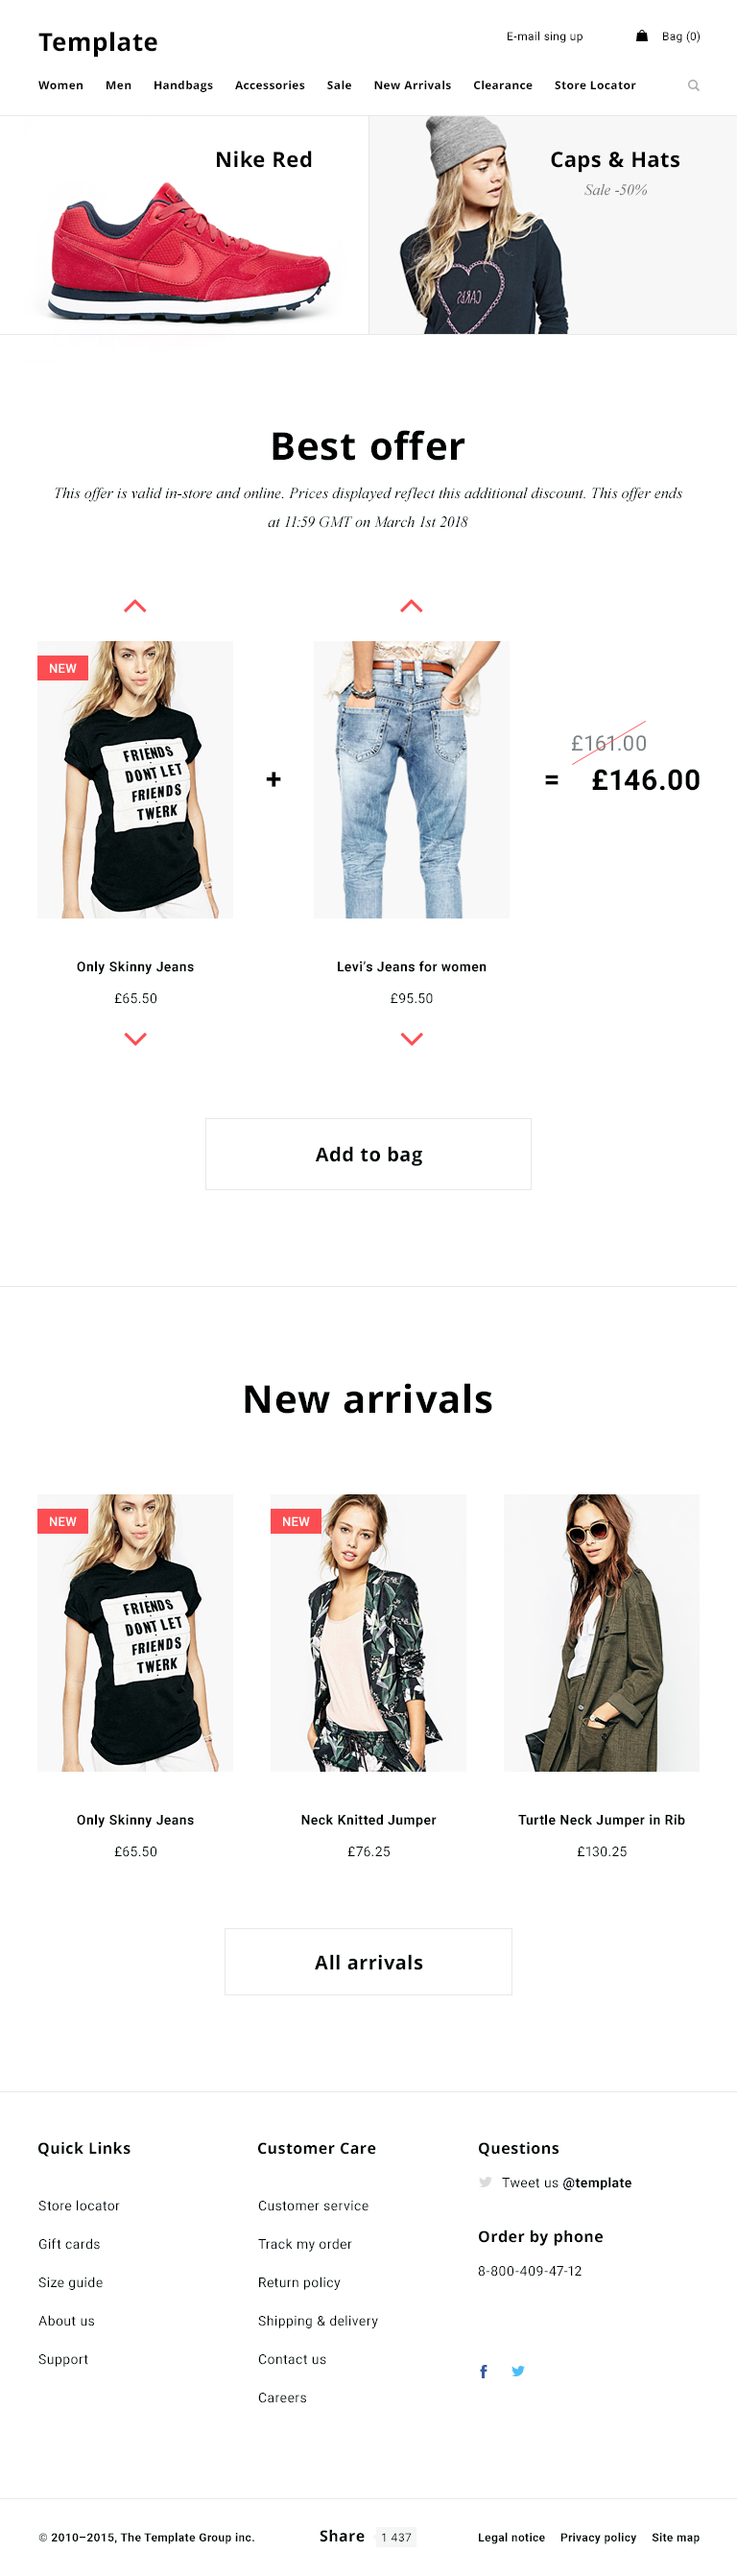 Template
E-mail sing up
Bag (0)
Women Men Handbags Accessories Sale New Arrivals Clearance Store Locator
Nike Red
Caps & Hats
Sale -50%
Best offer
This offer is valid in-store and online. Prices displayed reflect this additional discount. This offer ends
at 11:59 GMT on March 1st 2018
NEW
FRIENDS
DONT LET
FRIENDS
TWERK
+
£161.00
= £146.00
Only Skinny Jeans
£65.50
Levi's Jeans for women
£95.50
Add to bag
New arrivals
NEW
FRIENDS
DONT LET
FRIENDS
TWERK
NEW
Only Skinny Jeans
£65.50
Neck Knitted Jumper
£76.25
Turtle Neck Jumper in Rib
£130.25
All arrivals
Quick Links
Store locator
Gift cards
Size guide
About us
Support
Customer Care
Customer service
Track my order
Return policy
Shipping & delivery
Contact us
Careers
Questions
Tweet us @template
Order by phone
8-800-409-47-12
© 2010–2015, The Template Group inc.
Share 1 437
Legal notice Privacy policy Site map